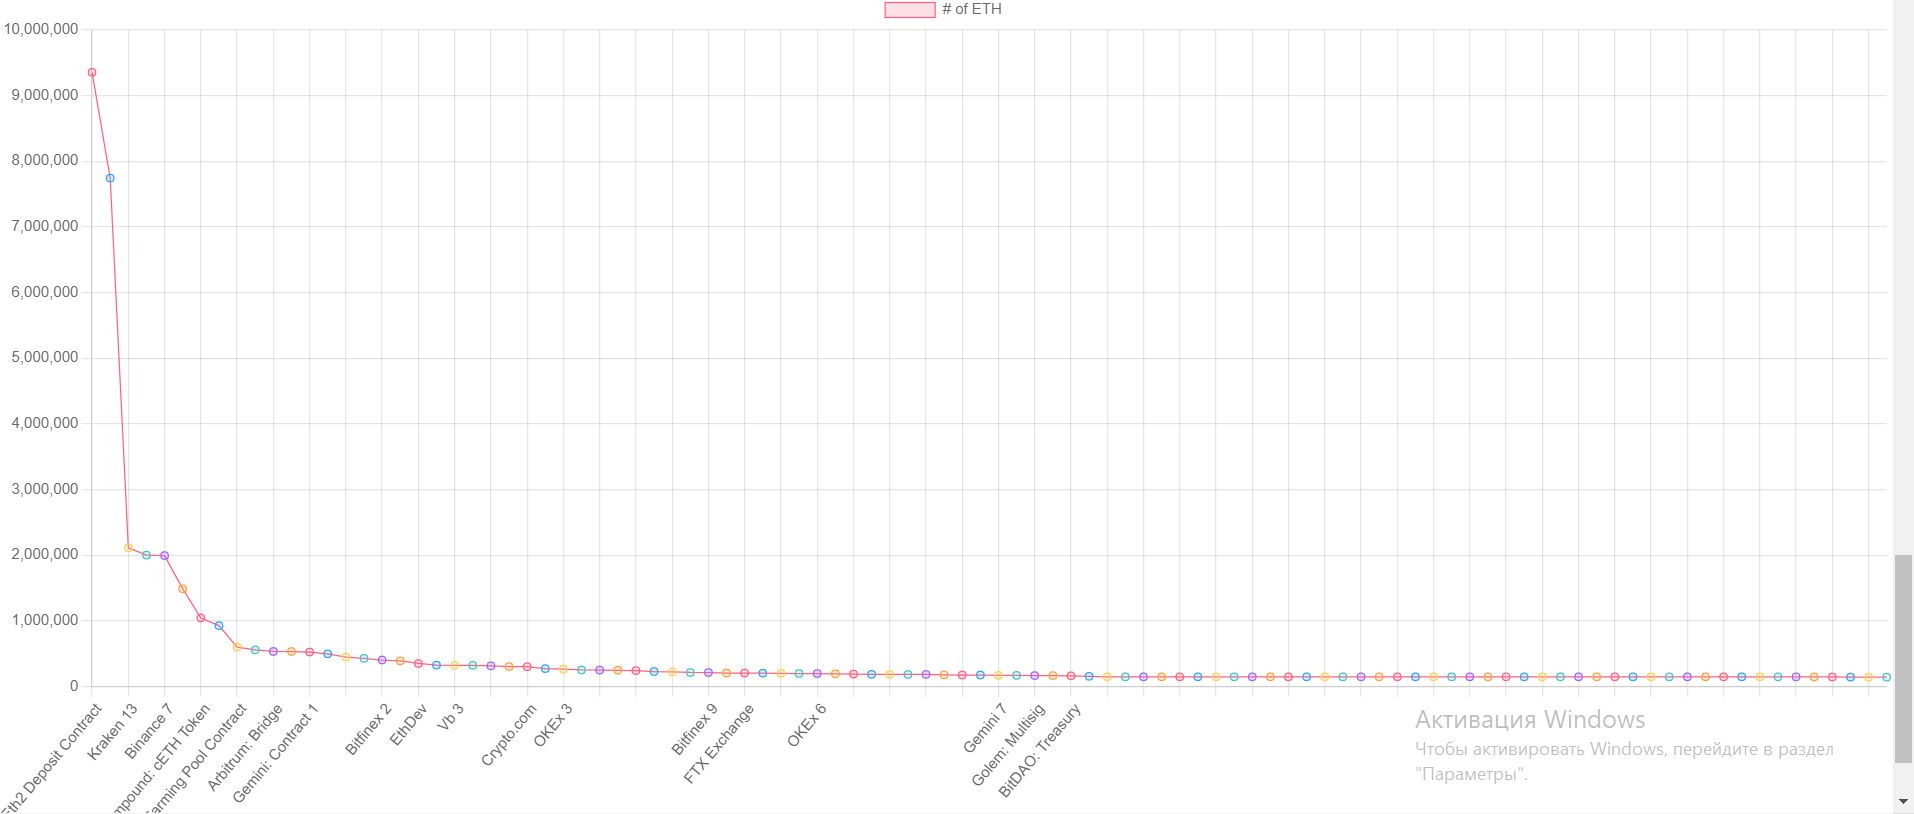 # of ETH
10,000,000
9,000,000
8,000,000
7,000,000
6,000,000
5,000,000
4,000,000
3,000,000
2,000,000
1,000,000
0
Eth2 Deposit Contract
Kraken 13
Binance 7
mpound: cETH Token
Farming Pool Contract
Arbitrum: Bridge
Gemini: Contract 1
Bitfinex 2
EthDev
Vb 3
Crypto.com
OKEx 3
Bitfinex 9
FTX Exchange
OKEx 6
Gemini 7
Golem: Multisig
BitDAO: Treasury
Активация Windows
Чтобы активировать Windows, перейдите в раздел
"Параметры".